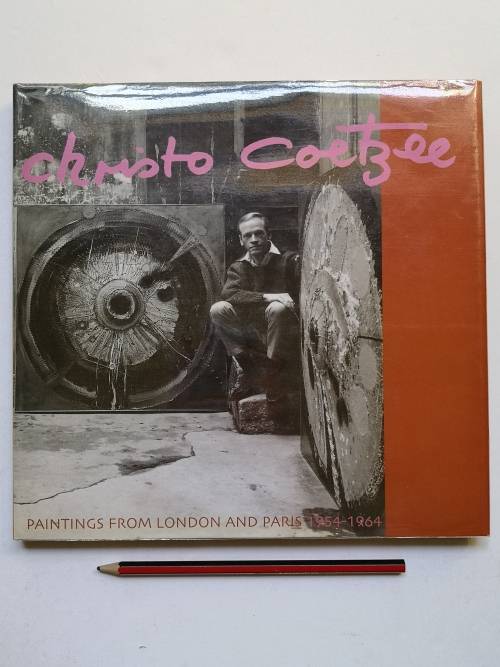 christo Coetzee
PAINTINGS FROM LONDON AND PARIS 1954-1964